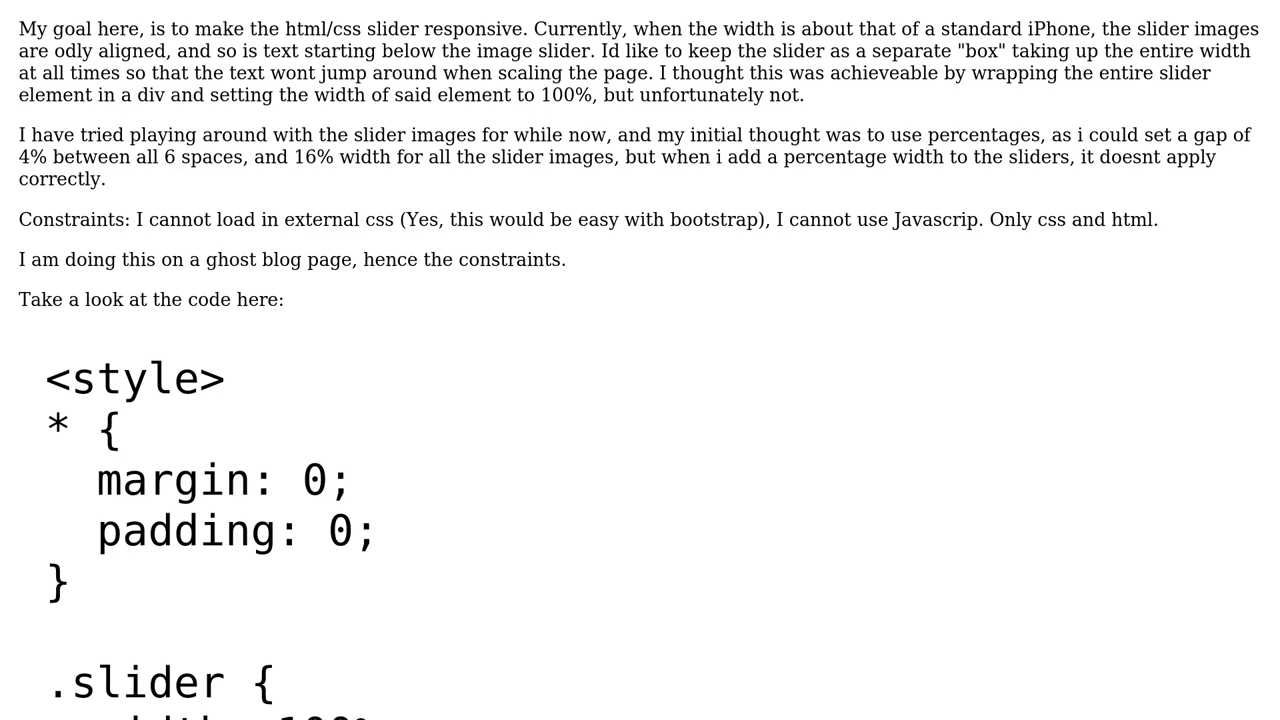 My goal here, is to make the html/css slider responsive. Currently, when the width is about that of a standard iPhone, the slider images
are odly aligned, and so is text starting below the image slider. Id like to keep the slider as a separate "box" taking up the entire width
at all times so that the text wont jump around when scaling the page. I thought this was achieveable by wrapping the entire slider
element in a div and setting the width of said element to 100%, but unfortunately not.
I have tried playing around with the slider images for while now, and my initial thought was to use percentages, as i could set a gap of
4% between all 6 spaces, and 16% width for all the slider images, but when i add a percentage width to the sliders, it doesnt apply
correctly.
Constraints: I cannot load in external css (Yes, this would be easy with bootstrap), I cannot use Javascrip. Only css and html.
I am doing this on a ghost blog page, hence the constraints.
Take a look at the code here:
<style>
* {
  margin: 0;
  padding: 0;
}
.slider {